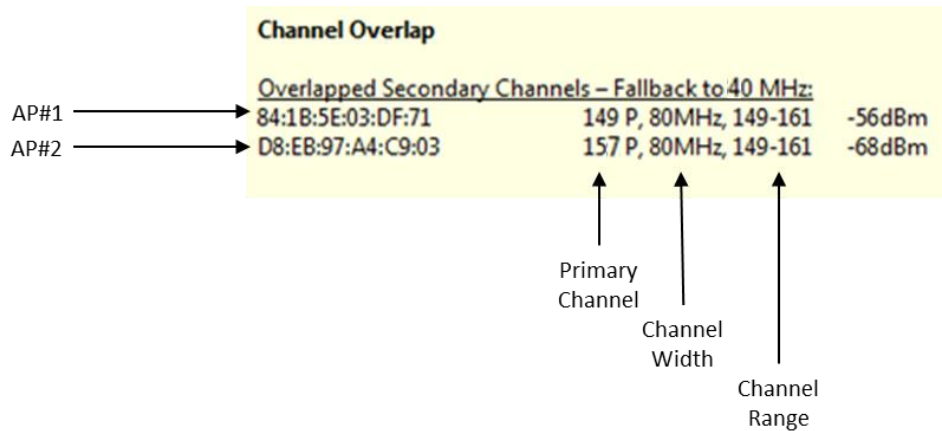 Channel Overlap
Overlapped Secondary Channels – Fallback to 40 MHz:
AP#1
84:1B:5E:03:DF:71 149 P, 80MHz, 149-161 -56dBm
AP#2
D8:EB:97:A4:C9:03 157 P, 80MHz, 149-161 -68dBm
Primary
Channel
Channel
Width
Channel
Range